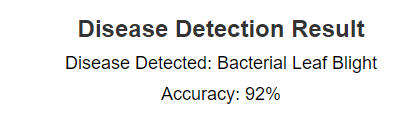 Disease Detection Result
Disease Detected: Bacterial Leaf Blight
Accuracy: 92%